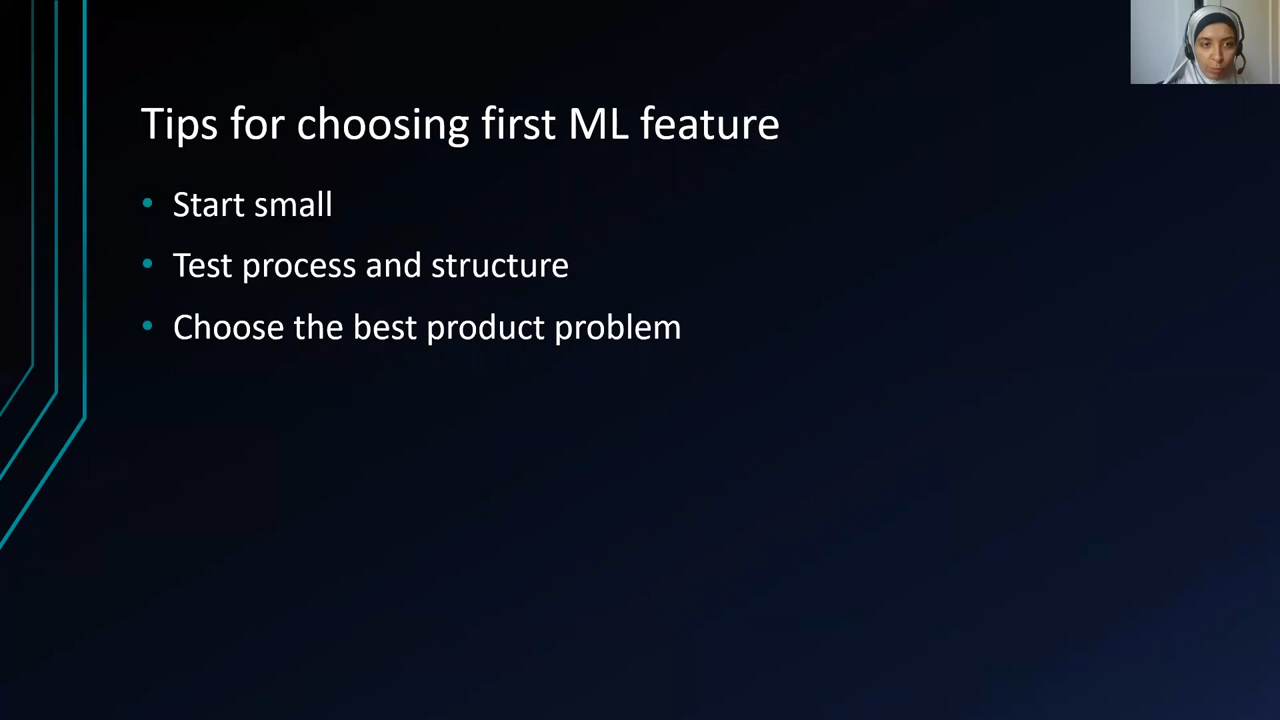 Tips for choosing first ML feature
• Start small
• Test process and structure
• Choose the best product problem